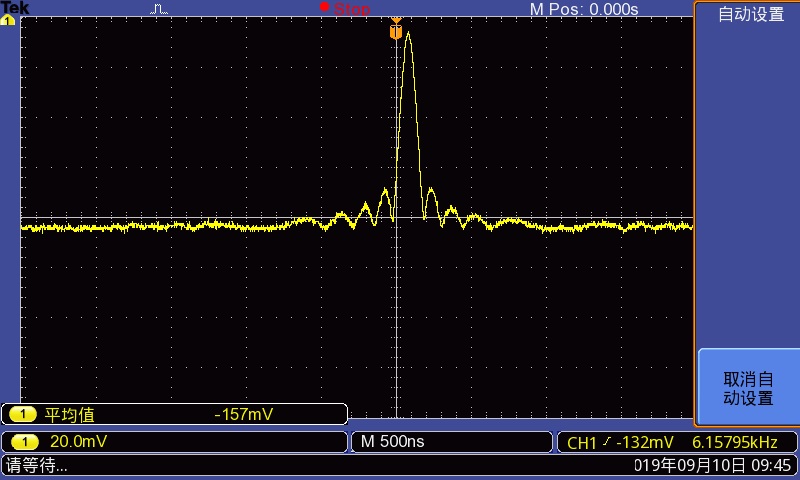 Tek
Stop
M Pos: 0.000s
自动设置
1
T
取消自
动设置
1 平均值 -157mV
1 20.0mV
M 500ns
CH1 -132mV 6.15795kHz
请等待...
019年09月10日 09:45